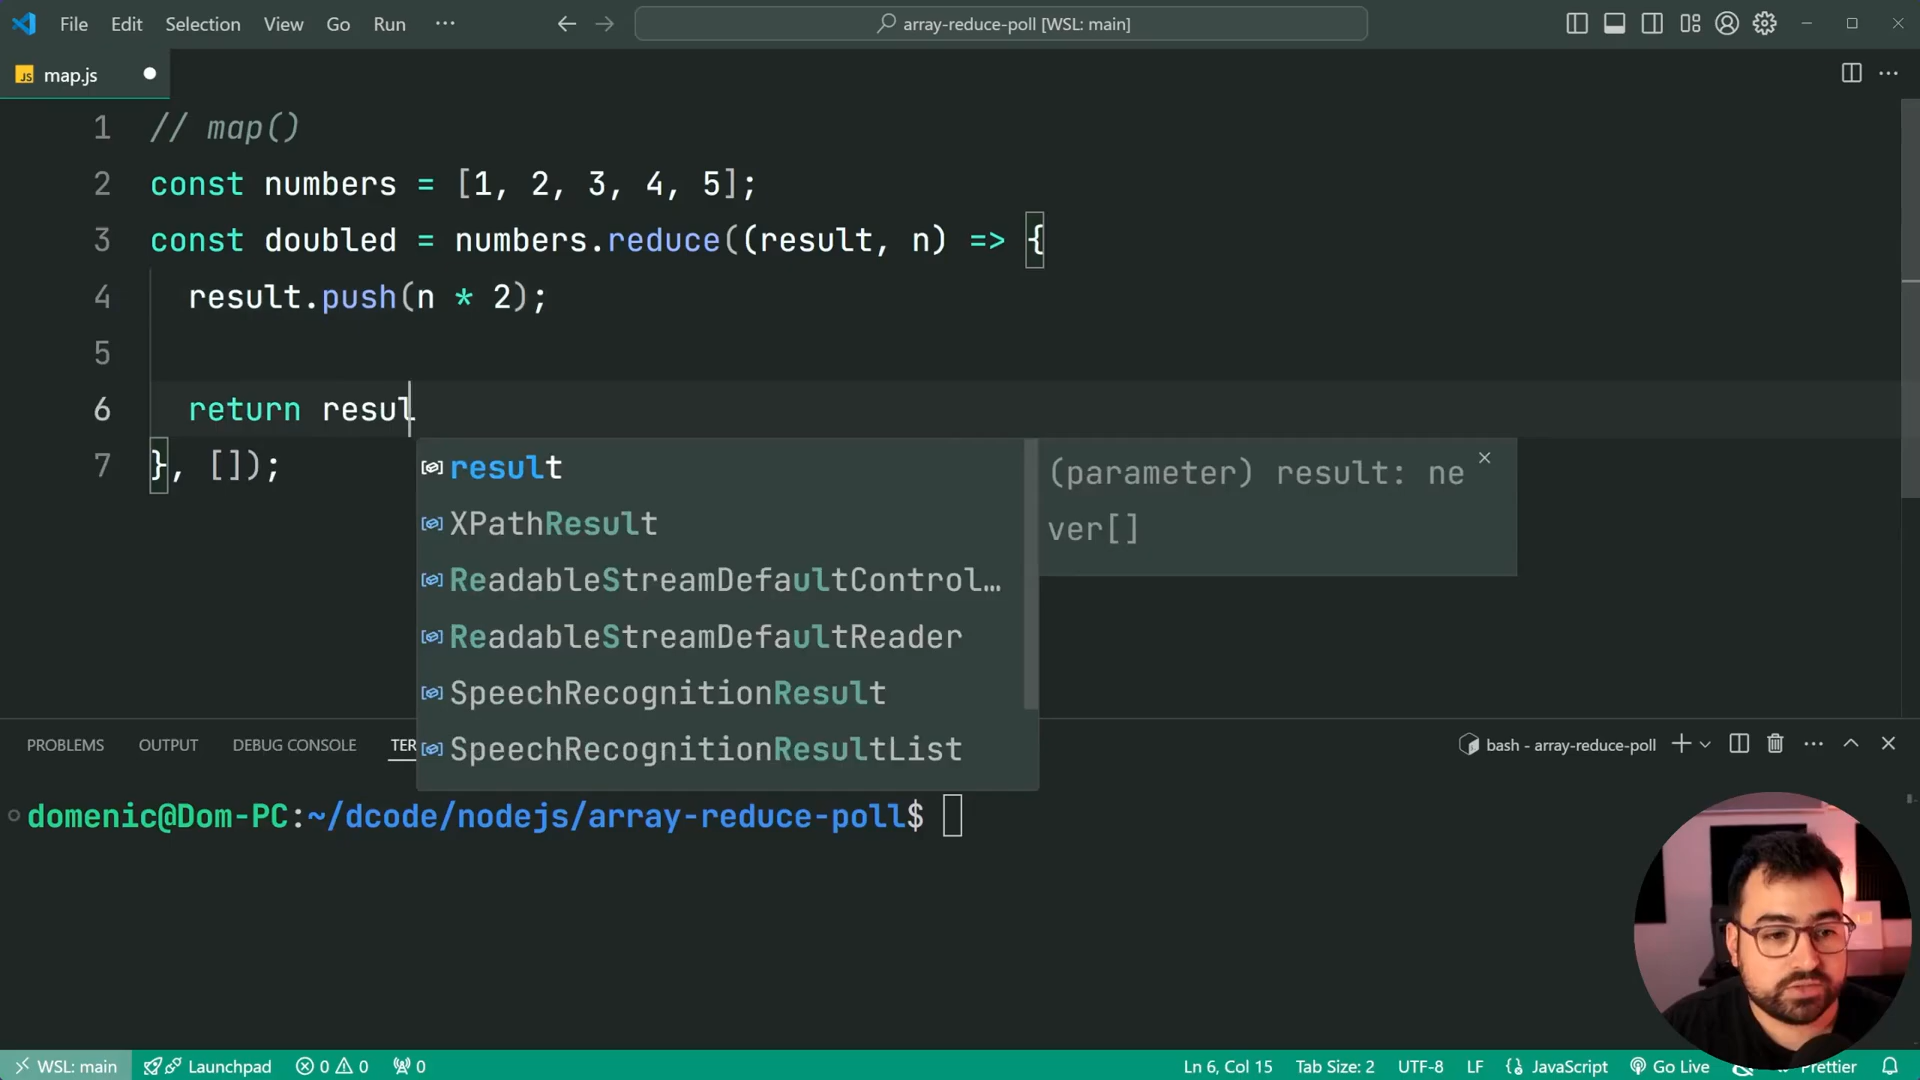 File Edit Selection View Go Run ··· array-reduce-poll [WSL: main]
JS map.js
1 // map()
2 const numbers = [1, 2, 3, 4, 5];
3 const doubled = numbers.reduce((result, n) => {
4 result.push(n * 2);
5
6 return resul
7 }, []);
result
XPathResult
ReadableStreamDefaultControl…
ReadableStreamDefaultReader
SpeechRecognitionResult
SpeechRecognitionResultList
(parameter) result: ne
ver[]
PROBLEMS OUTPUT DEBUG CONSOLE TER bash - array-reduce-poll
domenic@Dom-PC:~/dcode/nodejs/array-reduce-poll$
WSL: main Launchpad 0 0 0 Ln 6, Col 15 Tab Size: 2 UTF-8 LF {} JavaScript Go Live Prettier